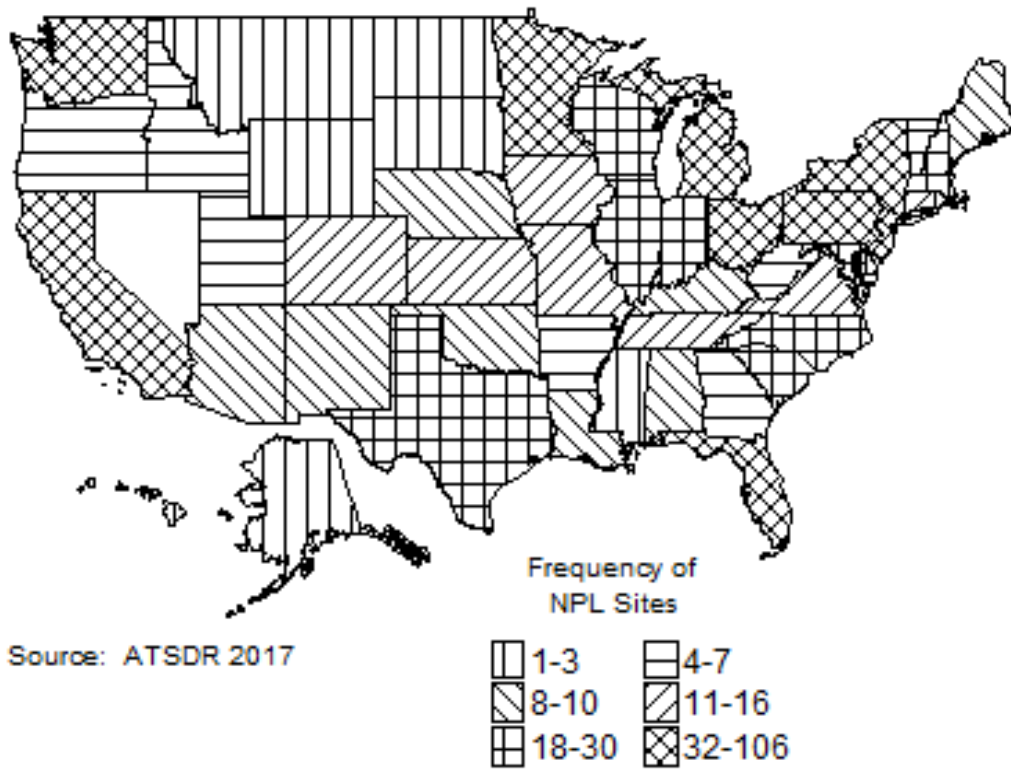 Frequency of
NPL Sites
Source: ATSDR 2017
1-3 4-7
8-10 11-16
18-30 32-106